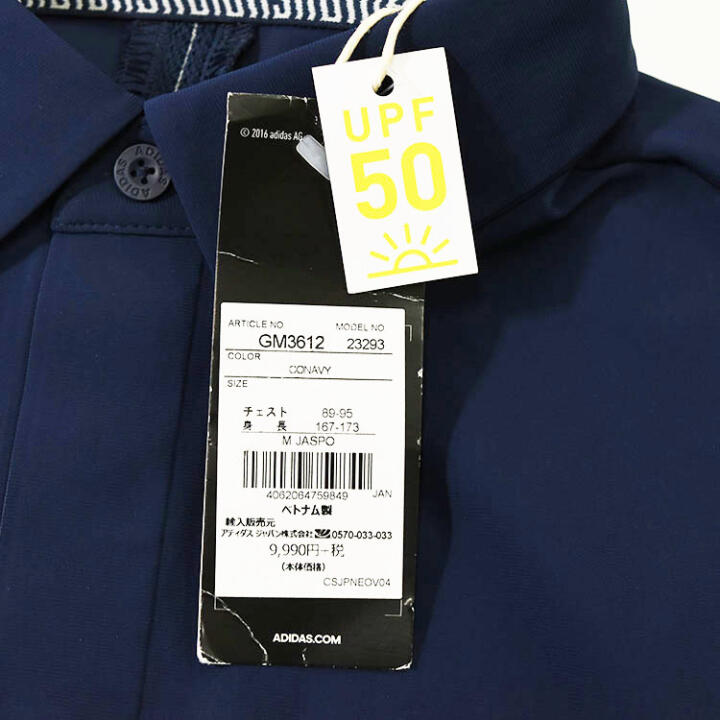 ADIDAS ADIDAS
© 2016 adidas AG
UPF
50
ARTICLE NO MODEL NO
GM3612 23293
COLOR
CONAVY
SIZE
チェスト 89-95
身 長 167-173
M JASPO
4062064759849 JAN
ベトナム製
輸入販売元
アディダス ジャパン株式会社 0570-033-033
9,990円+税
(本体価格)
CSJPNEOV04
ADIDAS.COM